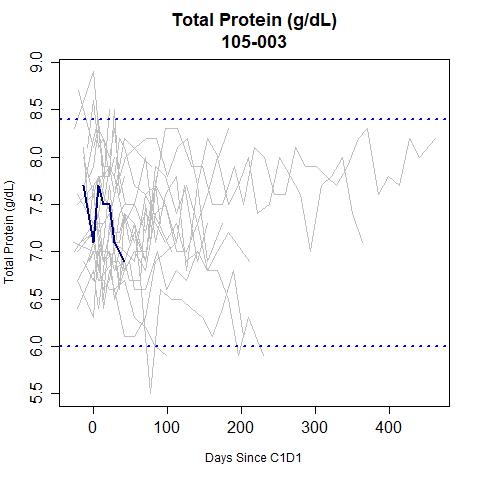 Total Protein (g/dL)
105-003
Total Protein (g/dL)
9.0
8.5
8.0
7.5
7.0
6.5
6.0
5.5
0 100 200 300 400
Days Since C1D1